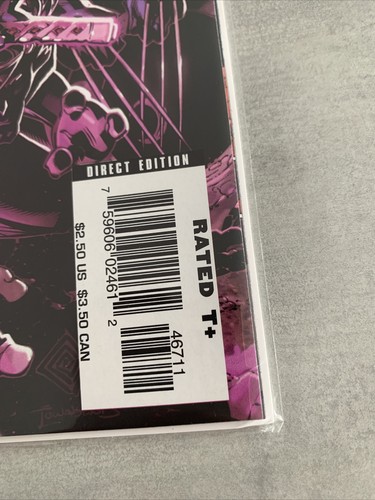 DIRECT EDITION
RATED T+
7 59606 02461 2
46711
$2.50 US $3.50 CAN